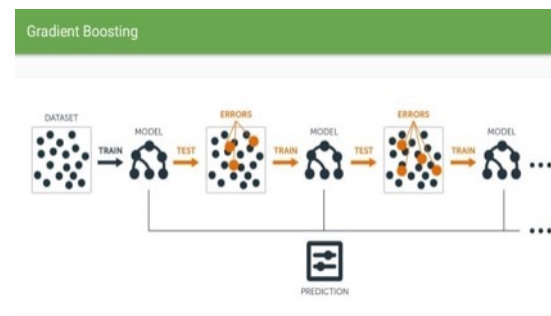 Gradient Boosting
DATASET
TRAIN
MODEL
TEST
ERRORS
TRAIN
MODEL
TEST
ERRORS
TRAIN
MODEL
PREDICTION